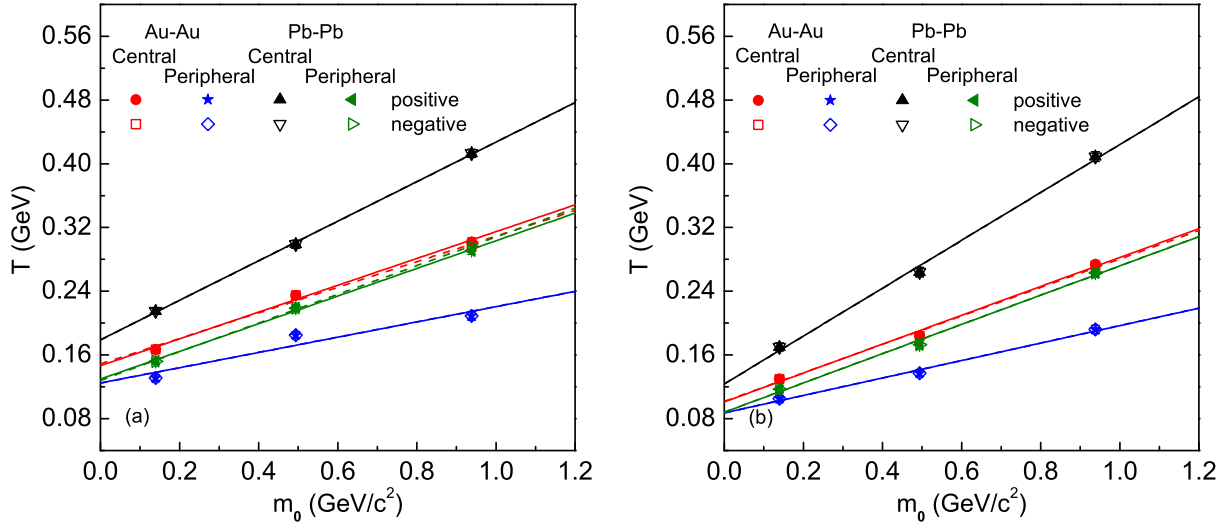 Au-Au Pb-Pb
Central Central
Peripheral Peripheral
positive
negative
0.56
0.48
0.40
0.32
0.24
0.16
0.08
T (GeV)
(a)
0.0 0.2 0.4 0.6 0.8 1.0 1.2
m₀ (GeV/c²)
Au-Au Pb-Pb
Central Central
Peripheral Peripheral
positive
negative
0.56
0.48
0.40
0.32
0.24
0.16
0.08
T (GeV)
(b)
0.0 0.2 0.4 0.6 0.8 1.0 1.2
m₀ (GeV/c²)